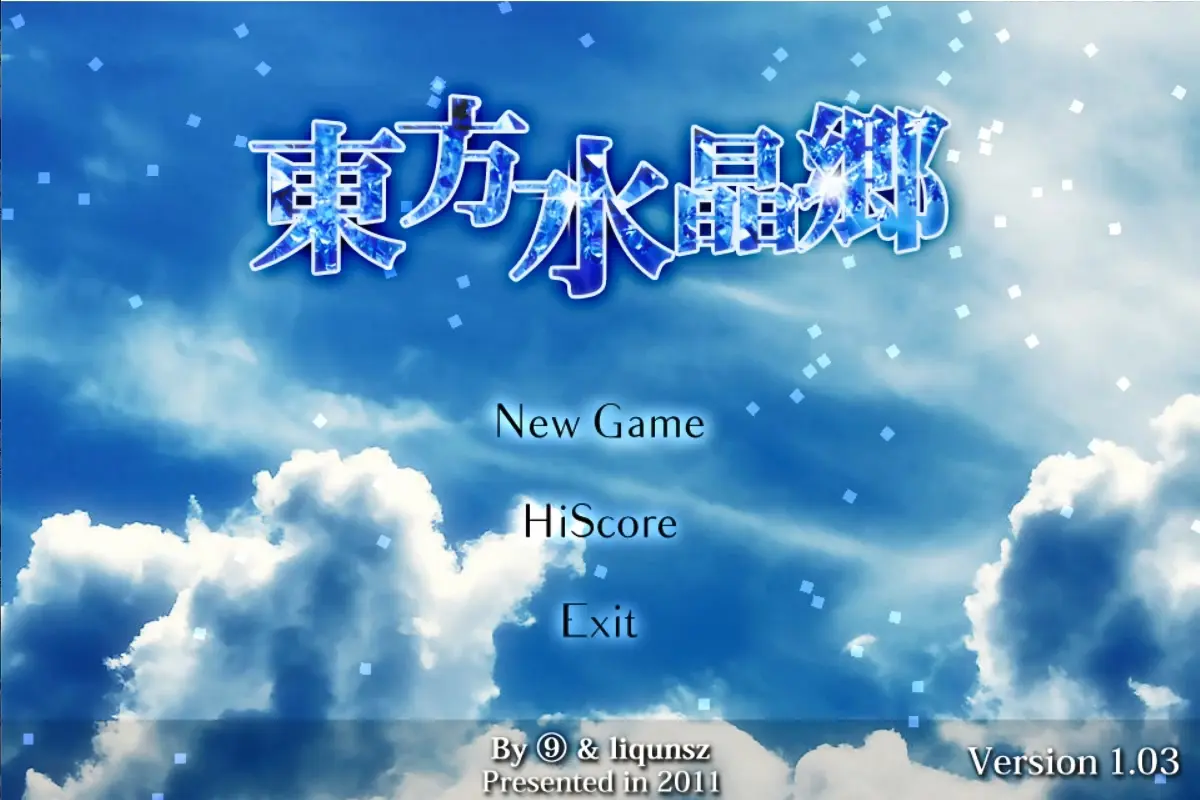 東方水晶郷
New Game
HiScore
Exit
By ⑨ & liqunsz
Presented in 2011
Version 1.03